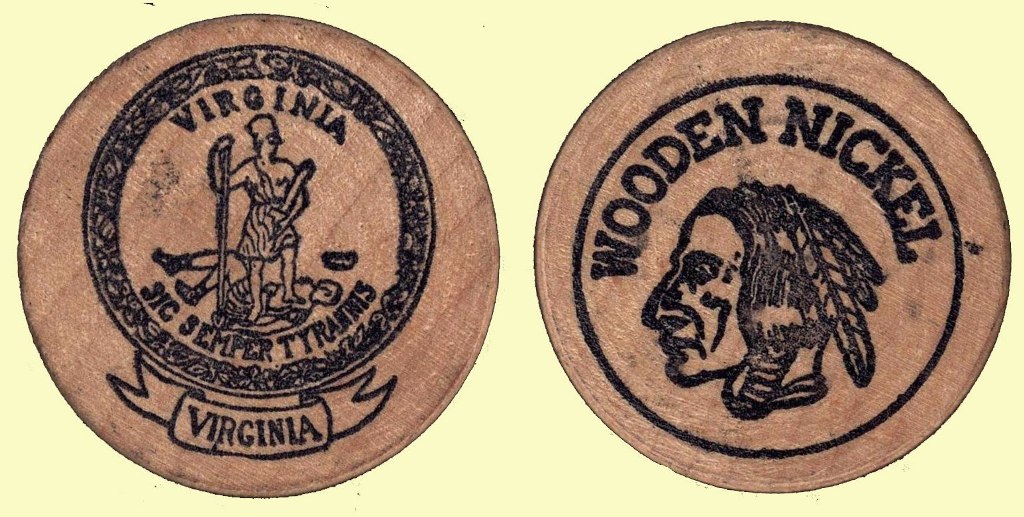 VIRGINIA
SIC SEMPER TYRANNIS
VIRGINIA
WOODEN NICKEL